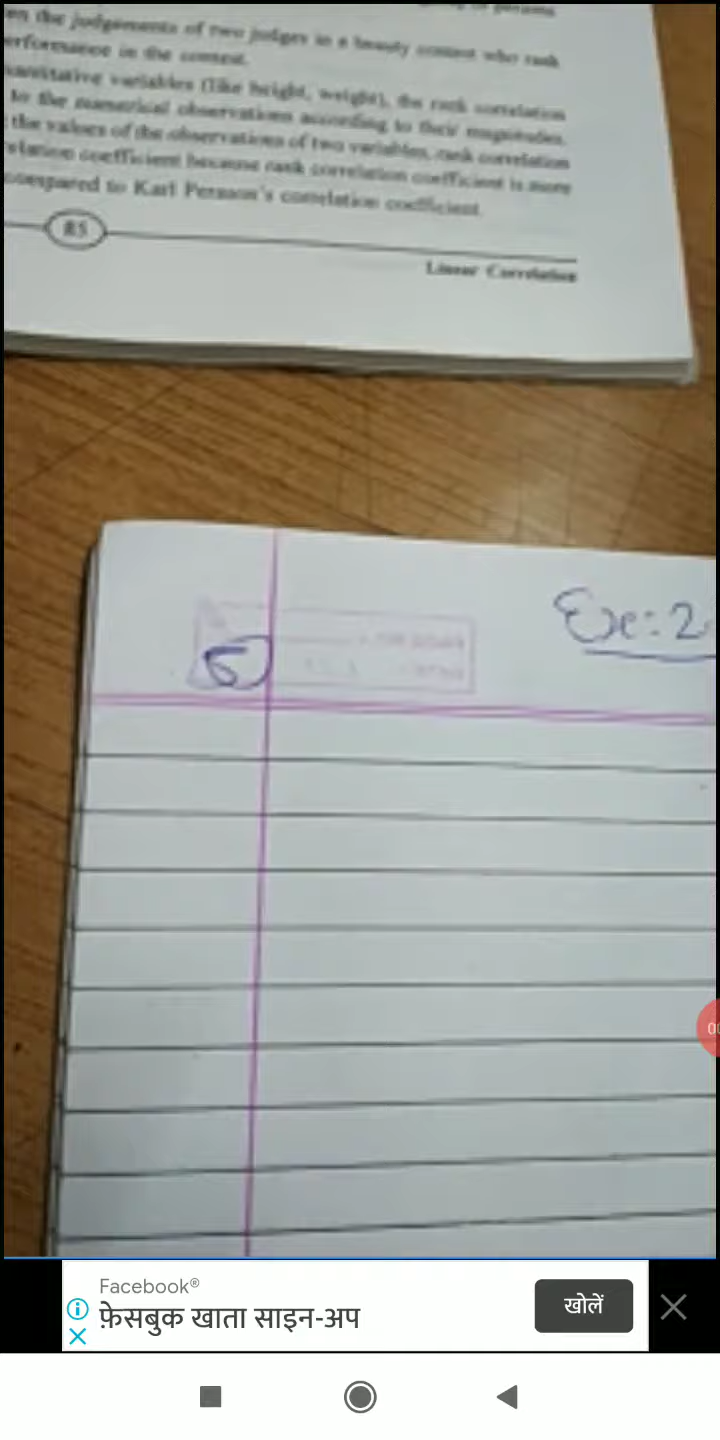 en the judgements of two judges in a beauty contest who rank
erformance in the contest.
uantitative variables (like height, weight), the rank correlation
to the numerical observations according to their magnitudes.
the values of the observations of two variables, rank correlation
relation coefficient because rank correlation coefficient is more
compared to Karl Pearson's correlation coefficient.
85
Linear Correlation
Ex: 2
5
00
Facebook®
फ़ेसबुक खाता साइन-अप
खोलें